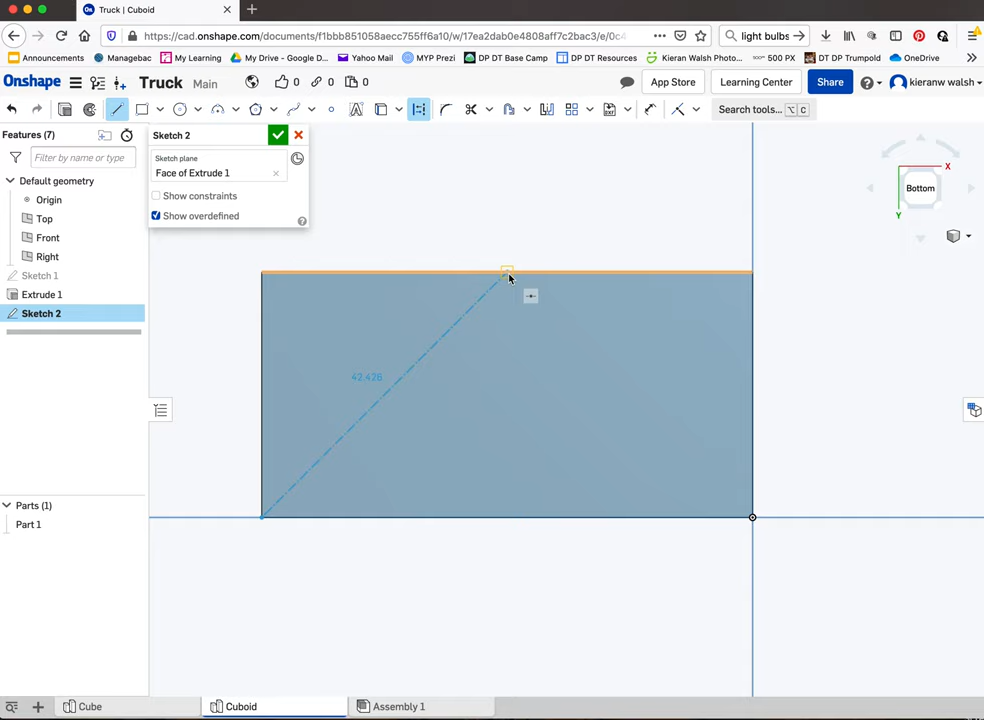 Truck | Cuboid
https://cad.onshape.com/documents/f1bbb851058aecc755ff6a10/w/17ea2dab0e4808aff7c2bac3/e/0c4
light bulbs
Announcements
Managebac
My Learning
My Drive - Google D...
Yahoo Mail
MYP Prezi
DP DT Base Camp
DP DT Resources
Kieran Walsh Photo...
500 PX
DT DP Trumpold
OneDrive
Onshape
Truck
Main
0
0
0
App Store
Learning Center
Share
kieranw walsh
Search tools...
⌥ C
Features (7)
Filter by name or type
Default geometry
Origin
Top
Front
Right
Sketch 1
Extrude 1
Sketch 2
Sketch 2
Sketch plane
Face of Extrude 1
Show constraints
Show overdefined
42.426
X
Bottom
Y
Parts (1)
Part 1
Cube
Cuboid
Assembly 1